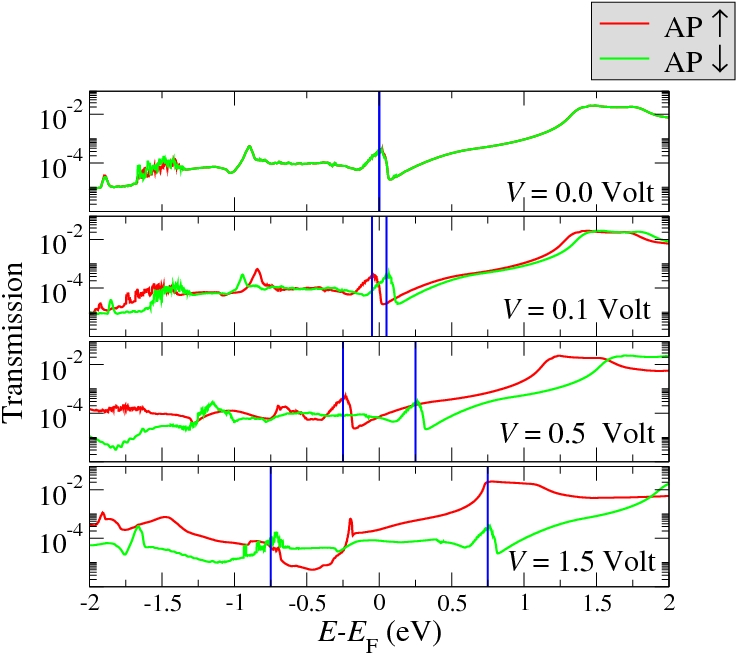 AP ↑
AP ↓
10-2
10-4
V = 0.0 Volt
10-2
10-4
V = 0.1 Volt
10-2
10-4
V = 0.5 Volt
10-2
10-4
V = 1.5 Volt
Transmission
-2 -1.5 -1 -0.5 0 0.5 1 1.5 2
E-EF (eV)